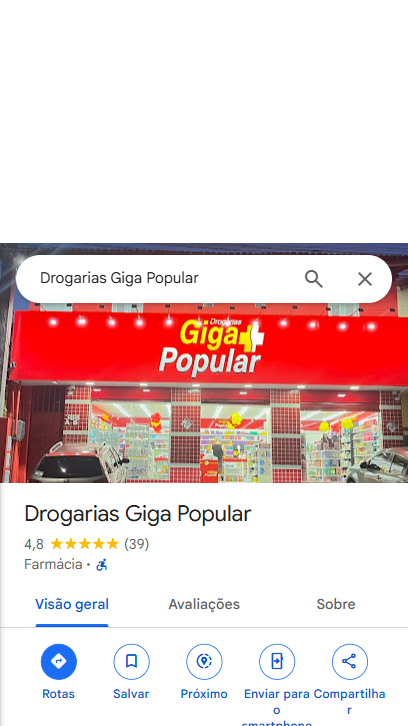 Drogarias Giga Popular
Drogarias
Giga
Popular
Drogarias Giga Popular
4,8 (39)
Farmácia ·
Visão geral Avaliações Sobre
Rotas Salvar Próximo Enviar para o smartphone Compartilhar